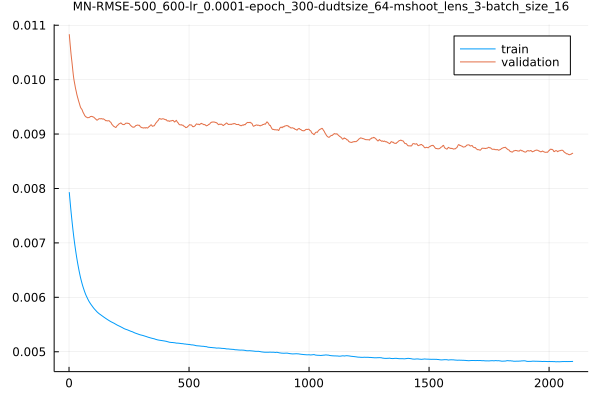 MN-RMSE-500_600-lr_0.0001-epoch_300-dudtsize_64-mshoot_lens_3-batch_size_16
0.011
train
validation
0.010
0.009
0.008
0.007
0.006
0.005
0 500 1000 1500 2000